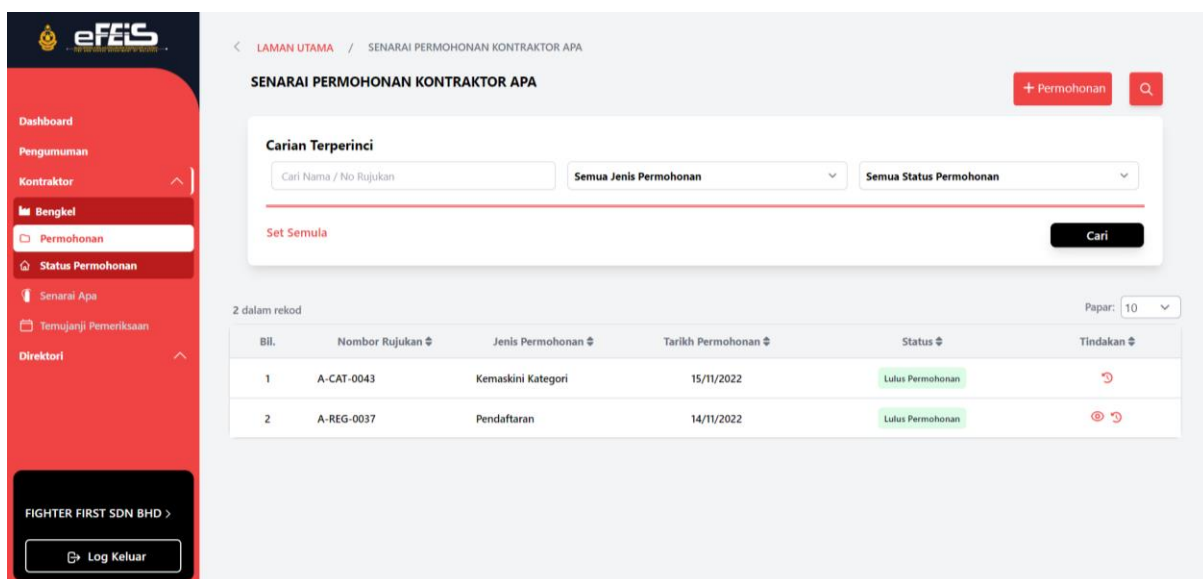 eFEiS
LAMAN UTAMA / SENARAI PERMOHONAN KONTRAKTOR APA
SENARAI PERMOHONAN KONTRAKTOR APA
+ Permohonan
Dashboard
Pengumuman
Kontraktor
Bengkel
Permohonan
Status Permohonan
Senarai Apa
Temujanji Pemeriksaan
Direktori
FIGHTER FIRST SDN BHD >
Log Keluar
Carian Terperinci
Cari Nama / No Rujukan Semua Jenis Permohonan Semua Status Permohonan
Set Semula Cari
2 dalam rekod Papar: 10
Bil. Nombor Rujukan Jenis Permohonan Tarikh Permohonan Status Tindakan
1 A-CAT-0043 Kemaskini Kategori 15/11/2022 Lulus Permohonan
2 A-REG-0037 Pendaftaran 14/11/2022 Lulus Permohonan